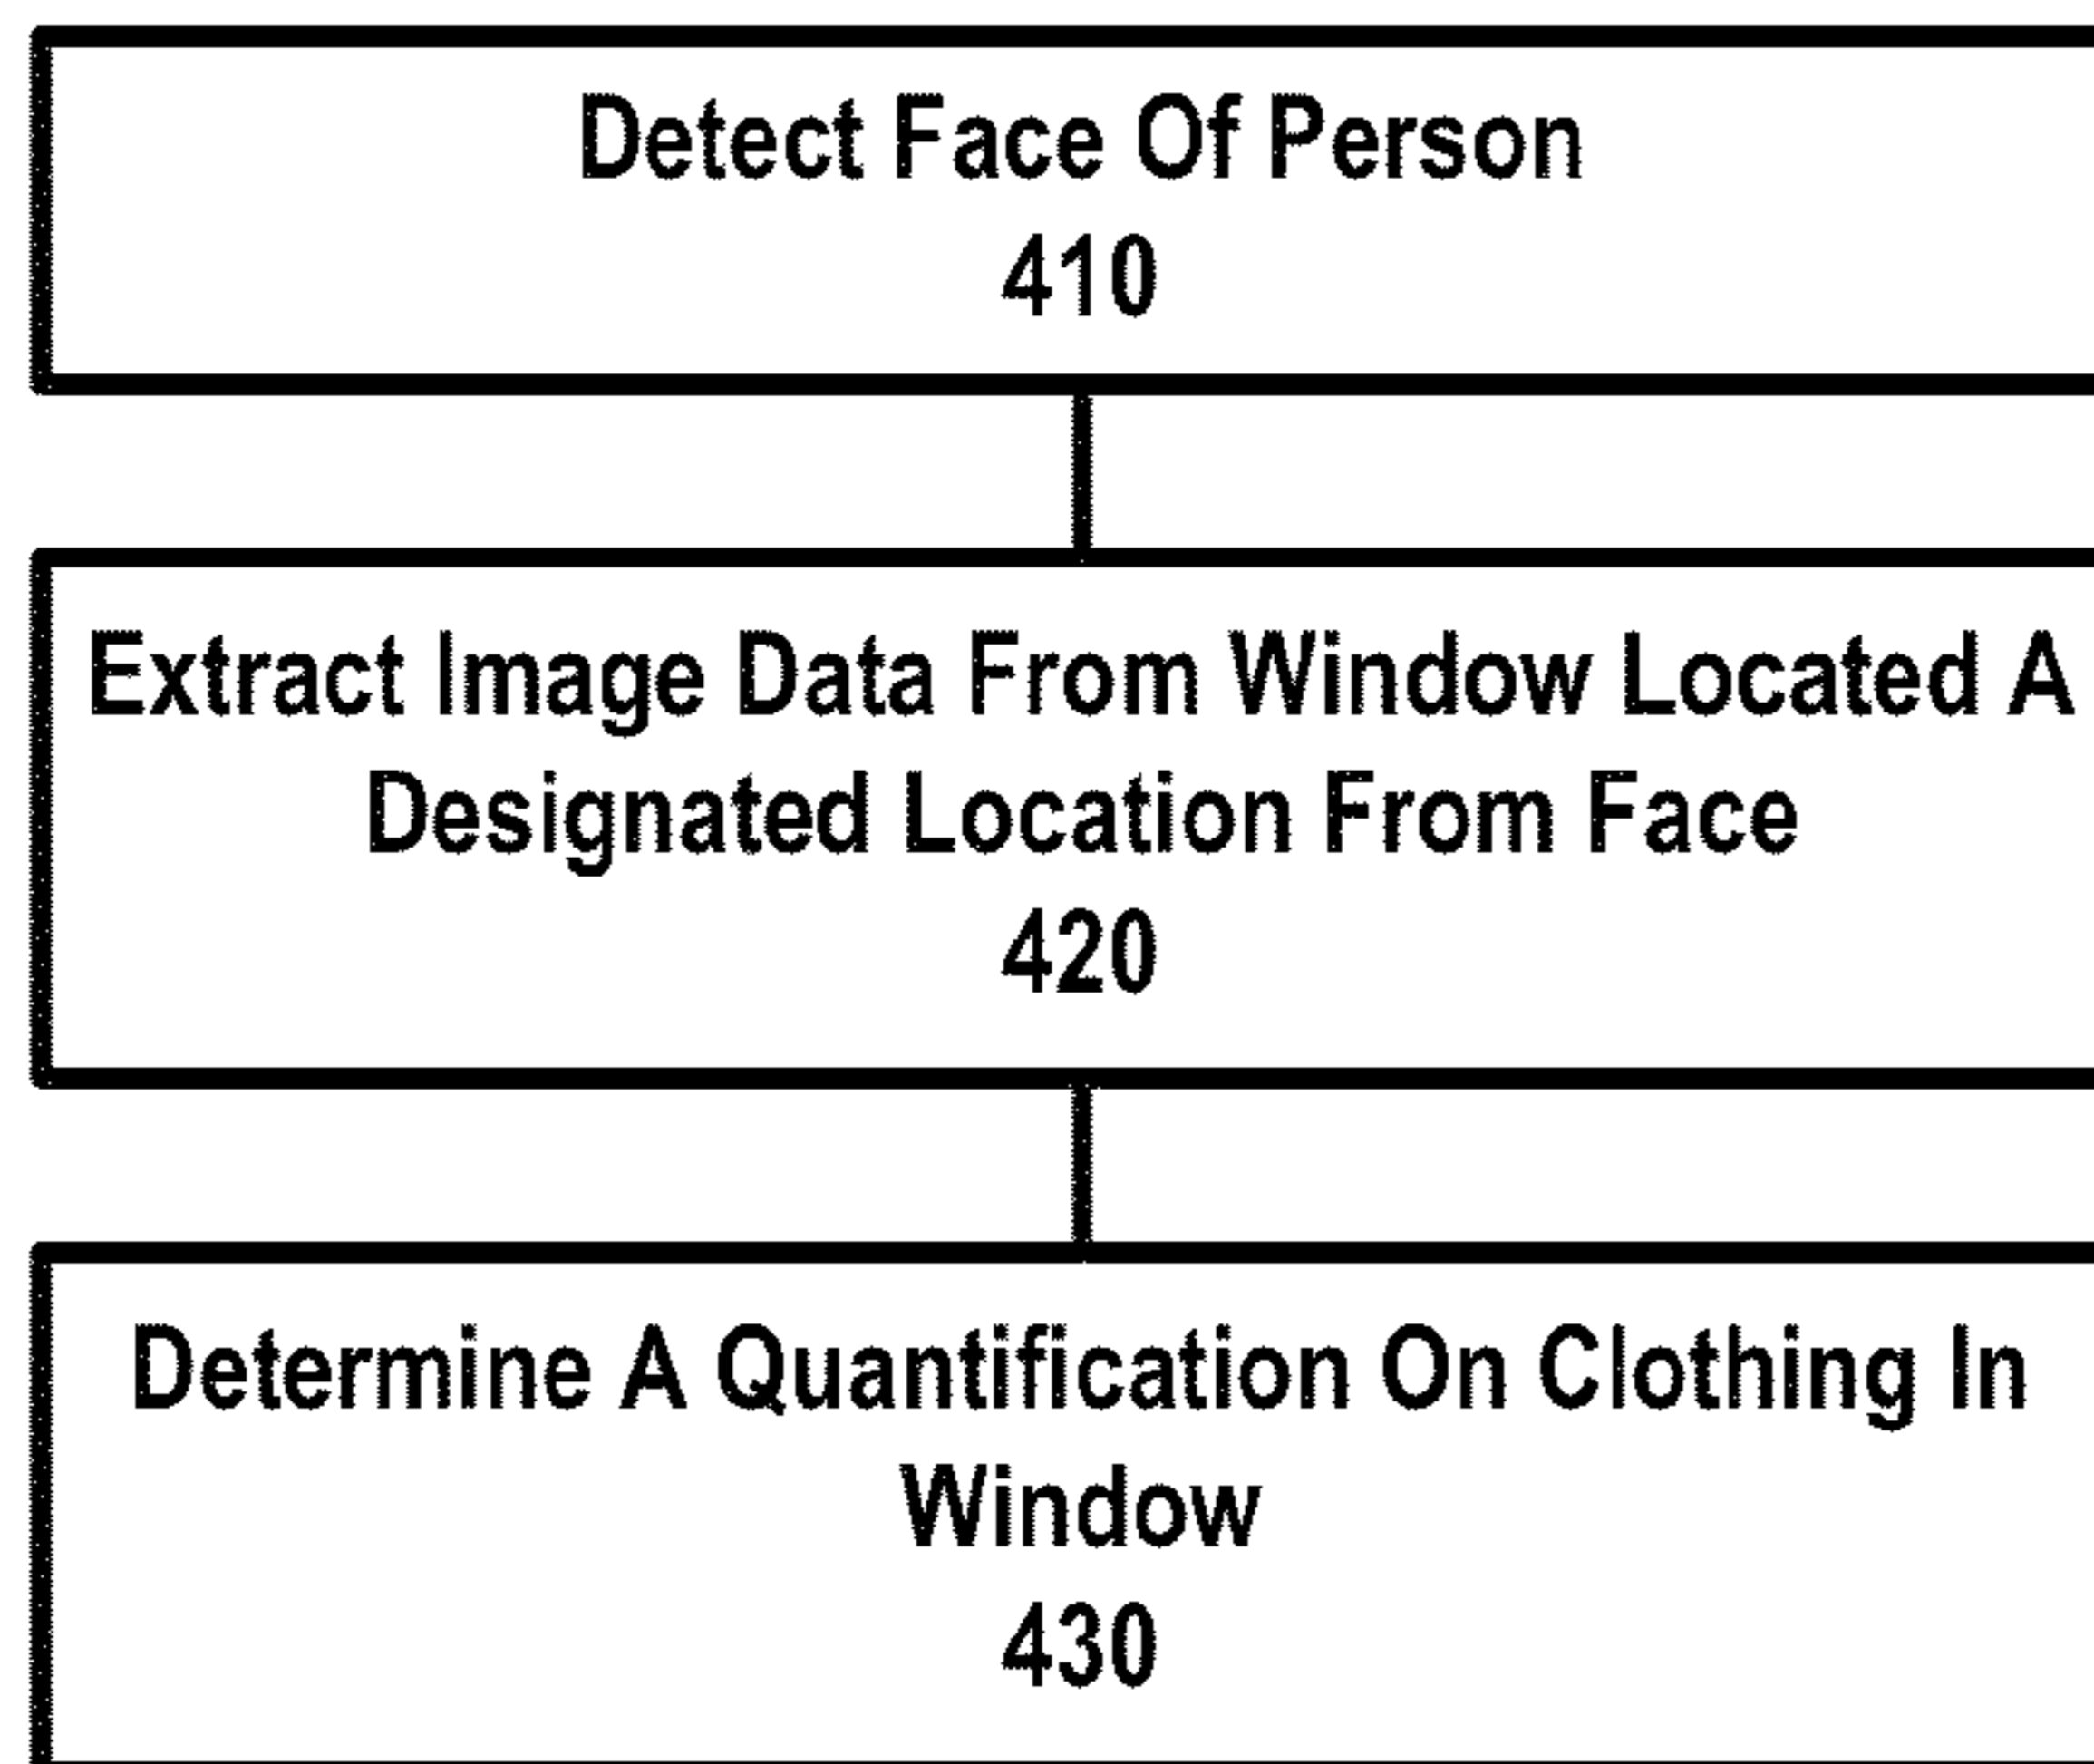 Detect Face Of Person
410
Extract Image Data From Window Located A
Designated Location From Face
420
Determine A Quantification On Clothing In
Window
430